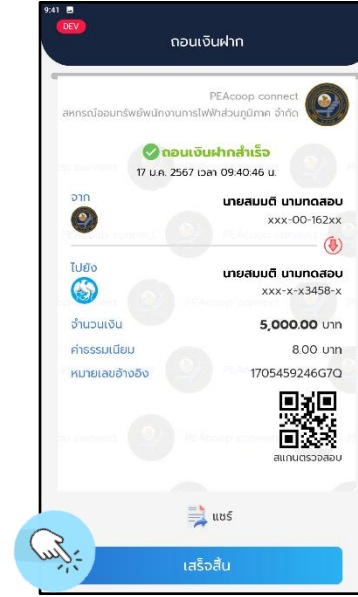 9:41
DEV
ถอนเงินฝาก
PEAcoop connect
สหกรณ์ออมทรัพย์พนักงานการไฟฟ้าส่วนภูมิภาค จำกัด
ถอนเงินฝากสำเร็จ
17 ม.ค. 2567 เวลา 09:40:46 น.
จาก
นายสมมติ นามทดสอบ
xxx-00-162xx
ไปยัง
นายสมมติ นามทดสอบ
xxx-x-x3458-x
จำนวนเงิน 5,000.00 บาท
ค่าธรรมเนียม 8.00 บาท
หมายเลขอ้างอิง 1705459246G7Q
สแกนตรวจสอบ
แชร์
เสร็จสิ้น